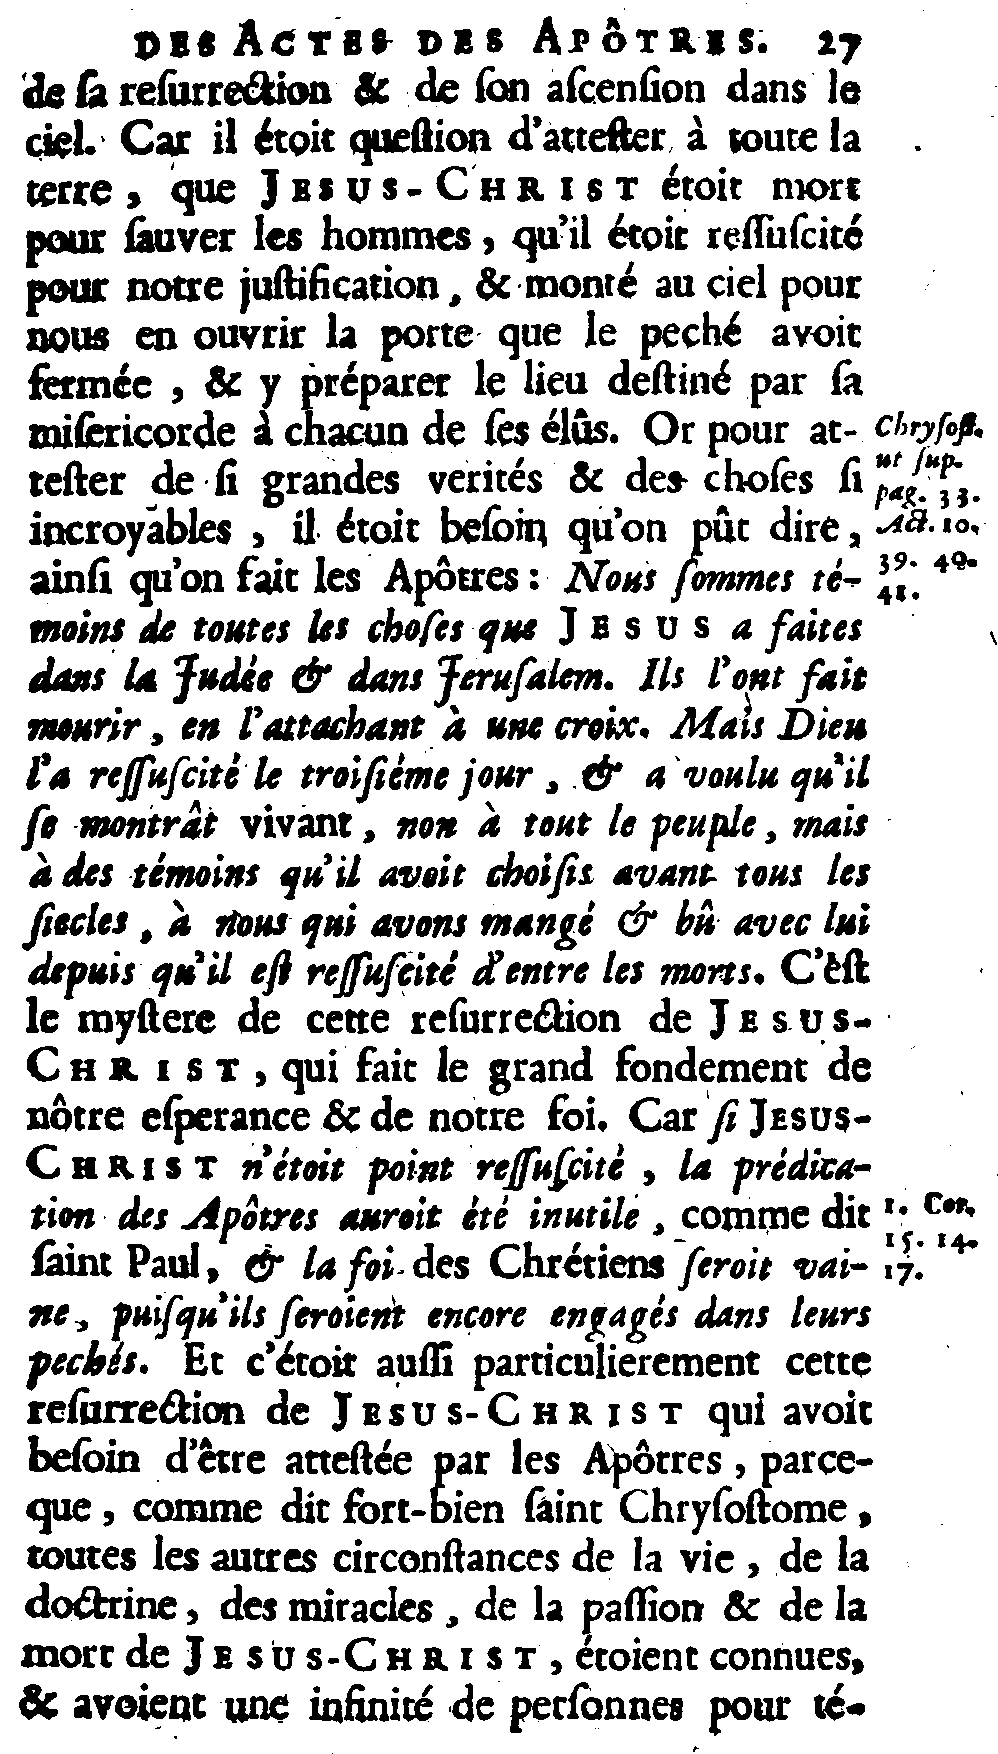 DES ACTES DES APÔTRES. 27
de ſa reſurrection & de ſon aſcenſion dans le
ciel. Car il étoit queſtion d'atteſter à toute la
terre, que JESUS-CHRIST étoit mort
pour ſauver les hommes, qu'il étoit reſſuſcité
pour notre juſtification, & monté au ciel pour
nous en ouvrir la porte que le peché avoit
fermée, & y préparer le lieu deſtiné par ſa
miſericorde à chacun de ſes élûs. Or pour at-
teſter de ſi grandes verités & des choſes ſi
incroyables, il étoit beſoin qu'on pût dire,
ainſi qu'on fait les Apôtres: Nous ſommes té-
moins de toutes les choſes que JESUS a faites
dans la Judée & dans Jeruſalem. Ils l'ont fait
mourir, en l'attachant à une croix. Mais Dieu
l'a reſſuſcité le troiſiéme jour, & a voulu qu'il
ſe montrât vivant, non à tout le peuple, mais
à des témoins qu'il avoit choiſis avant tous les
ſiecles, à nous qui avons mangé & bû avec lui
depuis qu'il eſt reſſuſcité d'entre les morts. C'èſt
le myſtere de cette reſurrection de JESUS-
CHRIST, qui fait le grand fondement de
nôtre eſperance & de notre foi. Car ſi JESUS-
CHRIST n'étoit point reſſuſcité, la prédica-
tion des Apôtres auroit été inutile, comme dit
ſaint Paul, & la foi des Chrétiens ſeroit vai-
ne, puiſqu'ils ſeroient encore engagés dans leurs
pechés. Et c'étoit auſſi particulierement cette
reſurrection de JESUS-CHRIST qui avoit
beſoin d'être atteſtée par les Apôtres, parce-
que, comme dit fort-bien ſaint Chryſoſtome,
toutes les autres circonſtances de la vie, de la
doctrine, des miracles, de la paſſion & de la
mort de JESUS-CHRIST, étoient connues,
& avoient une infinité de perſonnes pour té-
Chryſoſt.
ut ſup.
pag. 33.
Act. 10.
39. 40.
41.
1. Cor.
15. 14.
17.